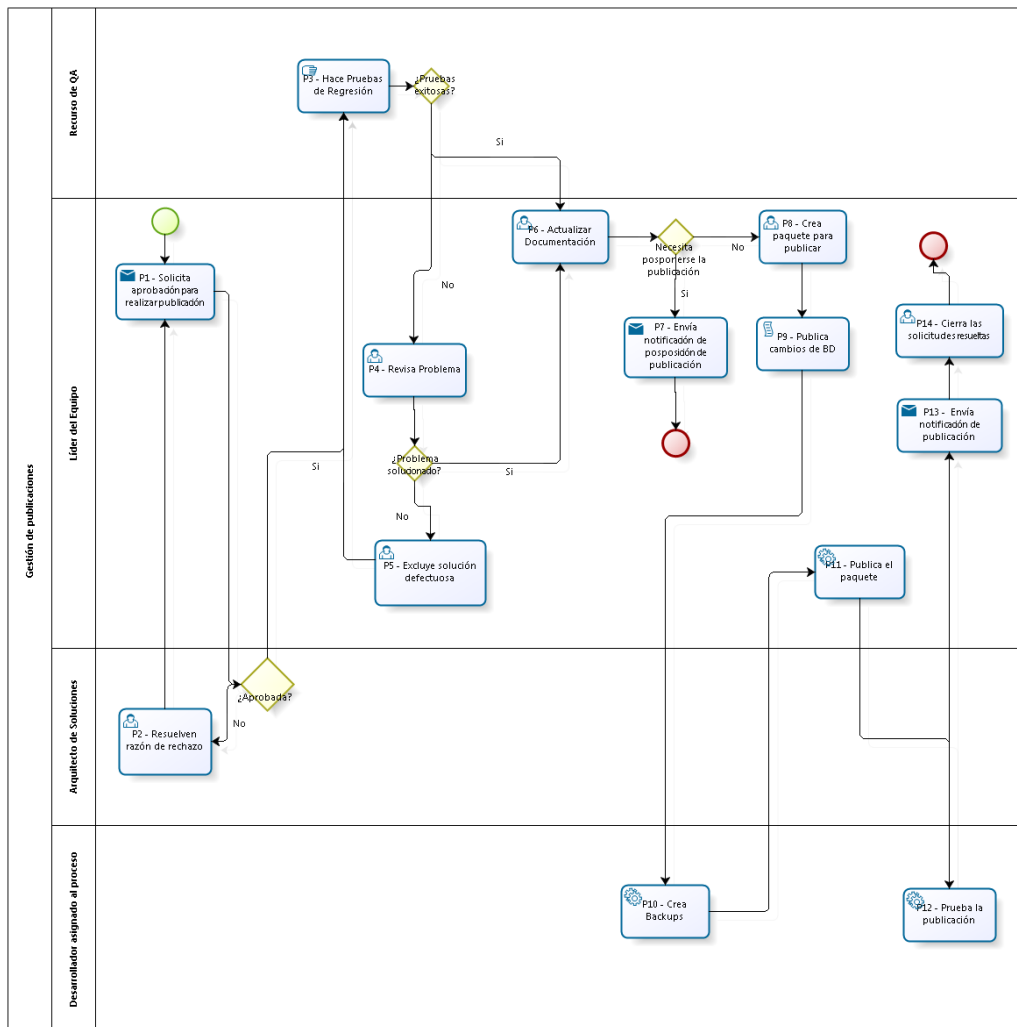 Gestión de publicaciones
Recurso de QA
P3 - Hace Pruebas
de Regresión
¿Pruebas
exitosas?
Si
No
Líder del Equipo
P1 - Solicita
aprobación para
realizar publicación
P6 - Actualizar
Documentación
Necesita
posponerse la
publicación
No
Si
P8 - Crea
paquete para
publicar
P7 - Envía
notificación de
posposición de
publicación
P9 - Publica
cambios de BD
P14 - Cierra las
solicitudes resueltas
P13 - Envía
notificación de
publicación
P4 - Revisa Problema
¿Problema
solucionado?
Si
No
Si
P5 - Excluye solución
defectuosa
P11 - Publica el
paquete
Arquitecto de Soluciones
¿Aprobada?
No
P2 - Resuelven
razón de rechazo
Desarrollador asignado al proceso
P10 - Crea
Backups
P12 - Prueba la
publicación